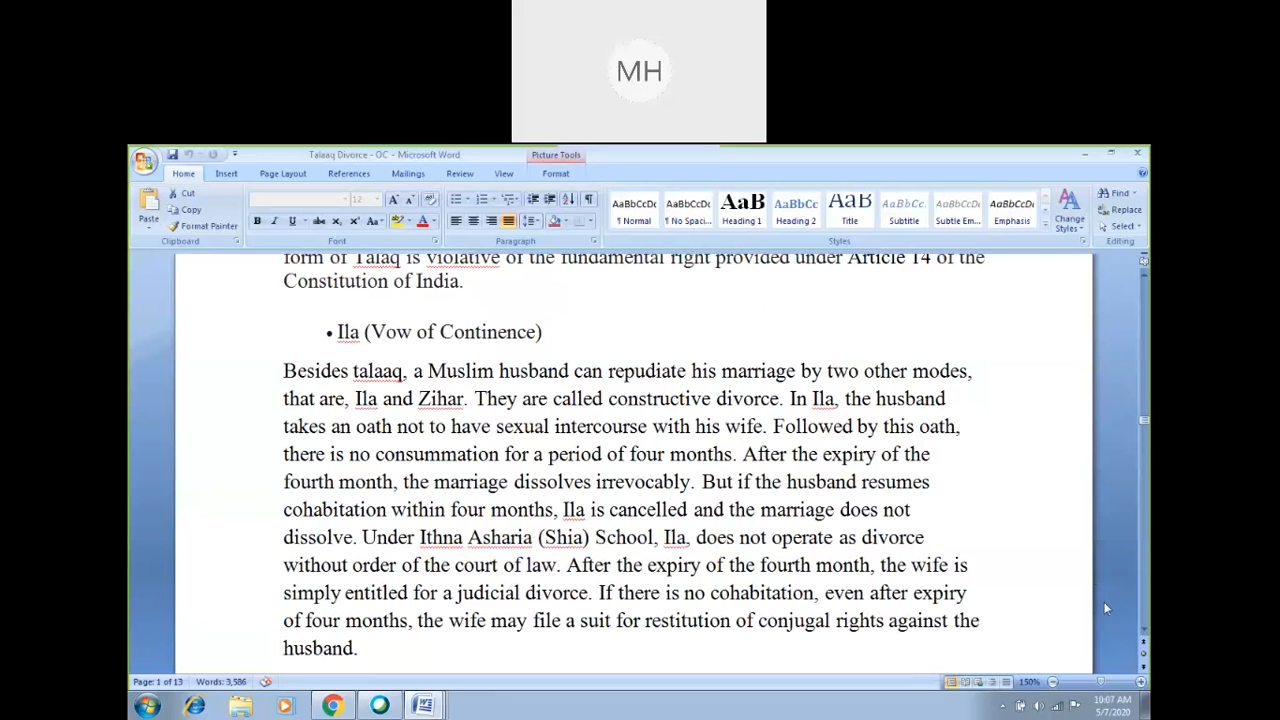 MH
Talaaq Divorce - OC - Microsoft Word
Picture Tools
Home Insert Page Layout References Mailings Review View Format
Paste
Cut
Copy
Format Painter
Clipboard
12
Font
Paragraph
AaBbCcDc AaBbCcDc AaB AaBbCc AaBb AaBbCc AaBbCcDc AaBbCcDc
¶ Normal ¶ No Spaci... Heading 1 Heading 2 Title Subtitle Subtle Em... Emphasis
Change Styles
Styles
Find
Replace
Select
Editing
form of Talaq is violative of the fundamental right provided under Article 14 of the
Constitution of India.
• Ila (Vow of Continence)
Besides talaaq, a Muslim husband can repudiate his marriage by two other modes,
that are, Ila and Zihar. They are called constructive divorce. In Ila, the husband
takes an oath not to have sexual intercourse with his wife. Followed by this oath,
there is no consummation for a period of four months. After the expiry of the
fourth month, the marriage dissolves irrevocably. But if the husband resumes
cohabitation within four months, Ila is cancelled and the marriage does not
dissolve. Under Ithna Asharia (Shia) School, Ila, does not operate as divorce
without order of the court of law. After the expiry of the fourth month, the wife is
simply entitled for a judicial divorce. If there is no cohabitation, even after expiry
of four months, the wife may file a suit for restitution of conjugal rights against the
husband.
Page: 1 of 13 Words: 3,586 150%
10:07 AM
5/7/2020